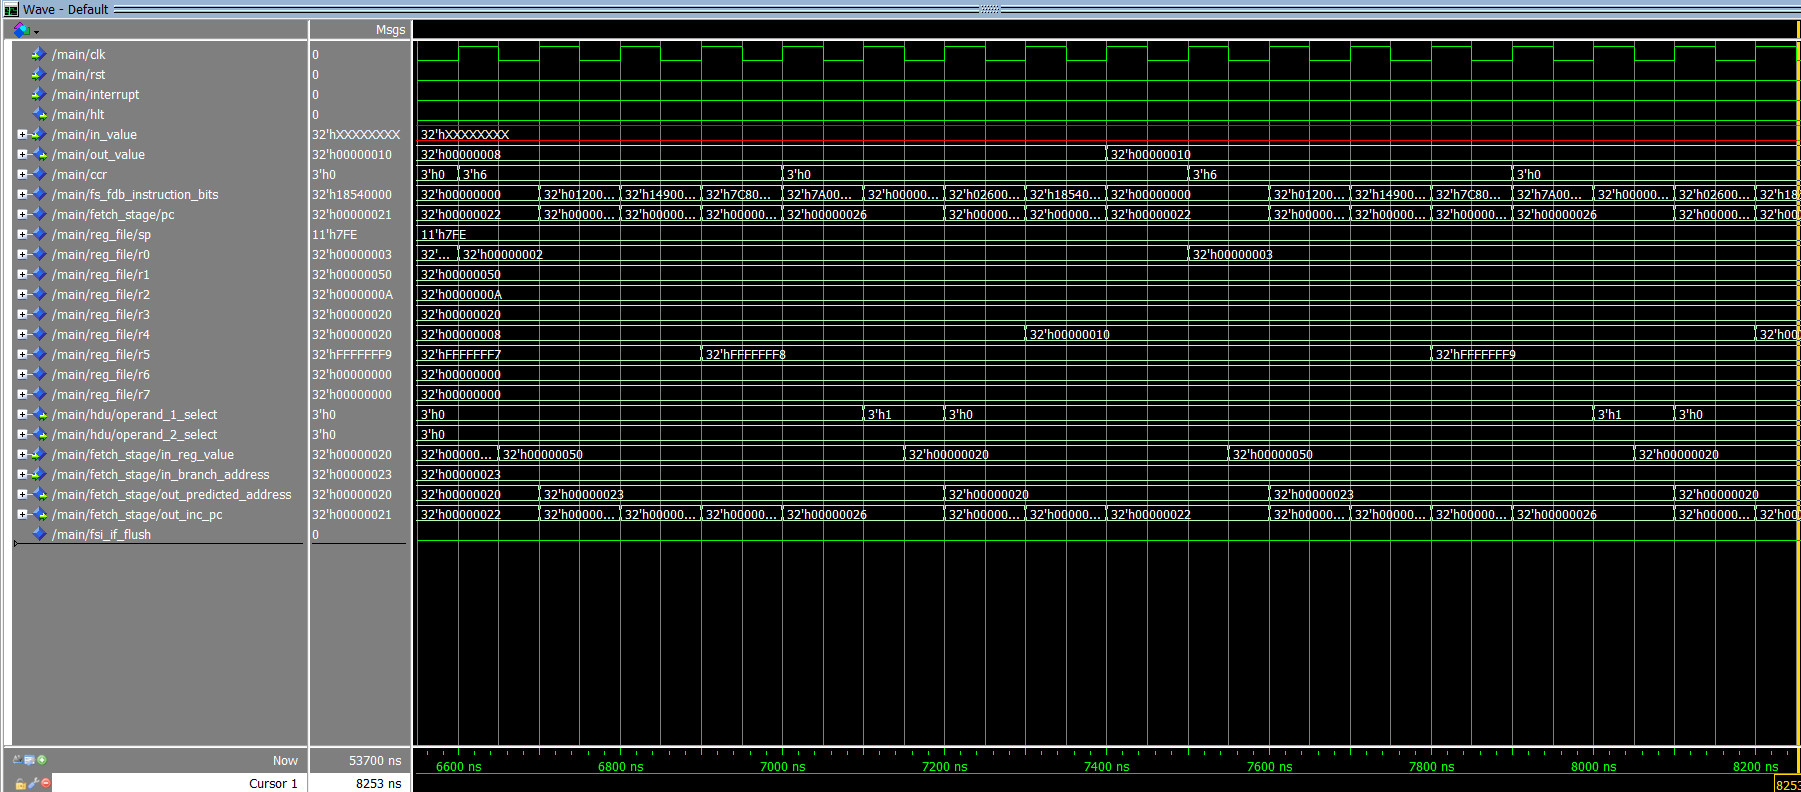 Wave - Default
Msgs
/main/clk 0
/main/rst 0
/main/interrupt 0
/main/hlt 0
/main/in_value 32'hXXXXXXXX 32'hXXXXXXXX
/main/out_value 32'h00000010 32'h00000008 32'h00000010
/main/ccr 3'h0 3'h0 3'h6 3'h0 3'h6 3'h0
/main/fs_fdb_instruction_bits 32'h18540000 32'h00000000 32'h01200... 32'h14900... 32'h7C80... 32'h7A00... 32'h00000... 32'h02600... 32'h18540... 32'h00000000 32'h01200... 32'h14900... 32'h7C80... 32'h7A00... 32'h00000... 32'h02600... 32'h18
/main/fetch_stage/pc 32'h00000021 32'h00000022 32'h00000... 32'h00000... 32'h00000... 32'h00000026 32'h00000... 32'h00000... 32'h00000022 32'h00000... 32'h00000... 32'h00000... 32'h00000026 32'h00000... 32'h00
/main/reg_file/sp 11'h7FE 11'h7FE
/main/reg_file/r0 32'h00000003 32'... 32'h00000002 32'h00000003
/main/reg_file/r1 32'h00000050 32'h00000050
/main/reg_file/r2 32'h0000000A 32'h0000000A
/main/reg_file/r3 32'h00000020 32'h00000020
/main/reg_file/r4 32'h00000020 32'h00000008 32'h00000010 32'h00
/main/reg_file/r5 32'hFFFFFFF9 32'hFFFFFFF7 32'hFFFFFFF8 32'hFFFFFFF9
/main/reg_file/r6 32'h00000000 32'h00000000
/main/reg_file/r7 32'h00000000 32'h00000000
/main/hdu/operand_1_select 3'h0 3'h0 3'h1 3'h0 3'h1 3'h0
/main/hdu/operand_2_select 3'h0 3'h0
/main/fetch_stage/in_reg_value 32'h00000020 32'h00000... 32'h00000050 32'h00000020 32'h00000050 32'h00000020
/main/fetch_stage/in_branch_address 32'h00000023 32'h00000023
/main/fetch_stage/out_predicted_address 32'h00000020 32'h00000020 32'h00000023 32'h00000020 32'h00000023 32'h00000020
/main/fetch_stage/out_inc_pc 32'h00000021 32'h00000022 32'h00000... 32'h00000... 32'h00000... 32'h00000026 32'h00000... 32'h00000... 32'h00000022 32'h00000... 32'h00000... 32'h00000... 32'h00000026 32'h00000... 32'h00
/main/fsi_if_flush 0
Now 53700 ns 6600 ns 6800 ns 7000 ns 7200 ns 7400 ns 7600 ns 7800 ns 8000 ns 8200 ns
Cursor 1 8253 ns 8253